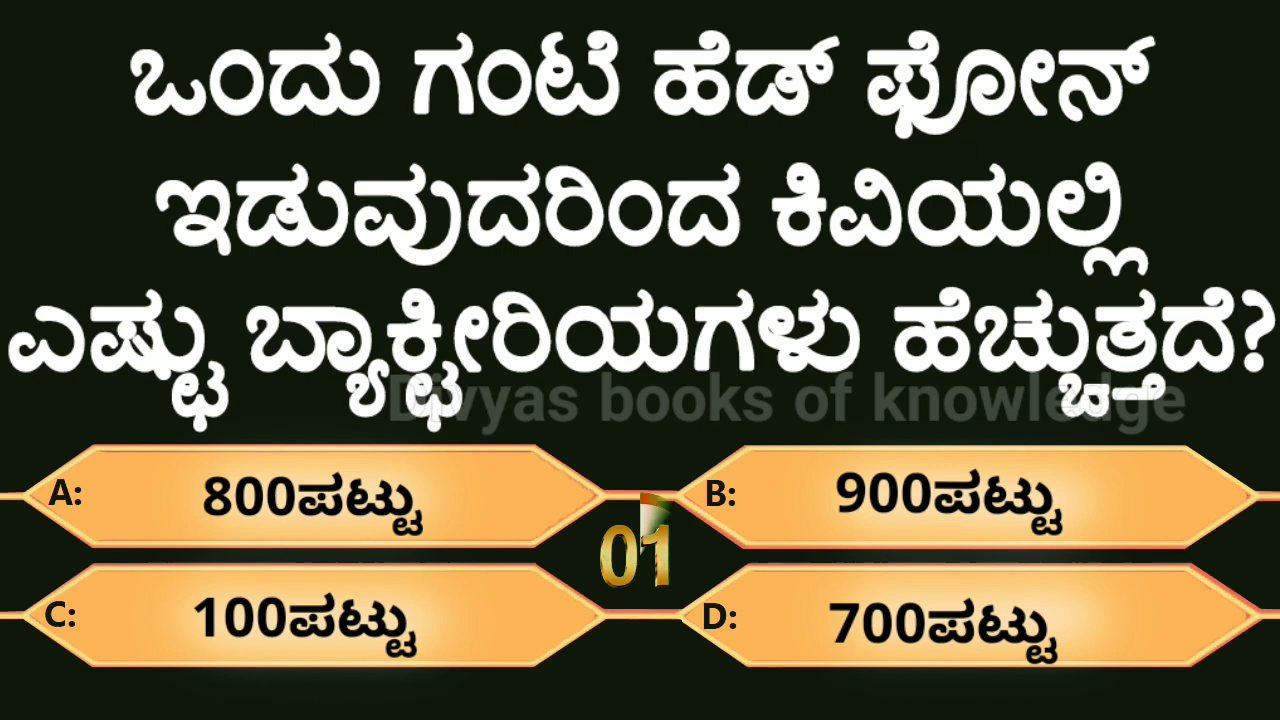 ಒಂದು ಗಂಟೆ ಹೆಡ್ ಫೋನ್
ಇಡುವುದರಿಂದ ಕಿವಿಯಲ್ಲಿ
ಎಷ್ಟು ಬ್ಯಾಕ್ಟೀರಿಯಗಳು ಹೆಚ್ಚುತ್ತದೆ?
Divyas books of knowledge
A: 800ಪಟ್ಟು
B: 900ಪಟ್ಟು
01
C: 100ಪಟ್ಟು
D: 700ಪಟ್ಟು